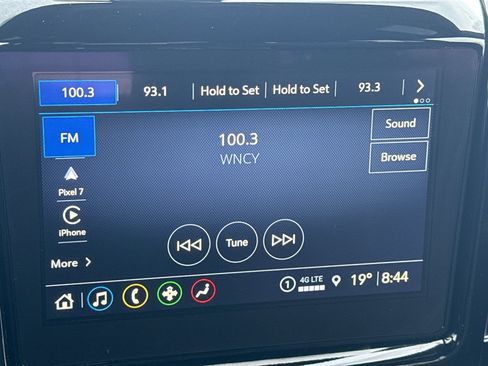 100.3 93.1 Hold to Set Hold to Set 93.3
FM
100.3
WNCY
Sound
Browse
Pixel 7
iPhone
Tune
More
1 4G LTE 19° 8:44